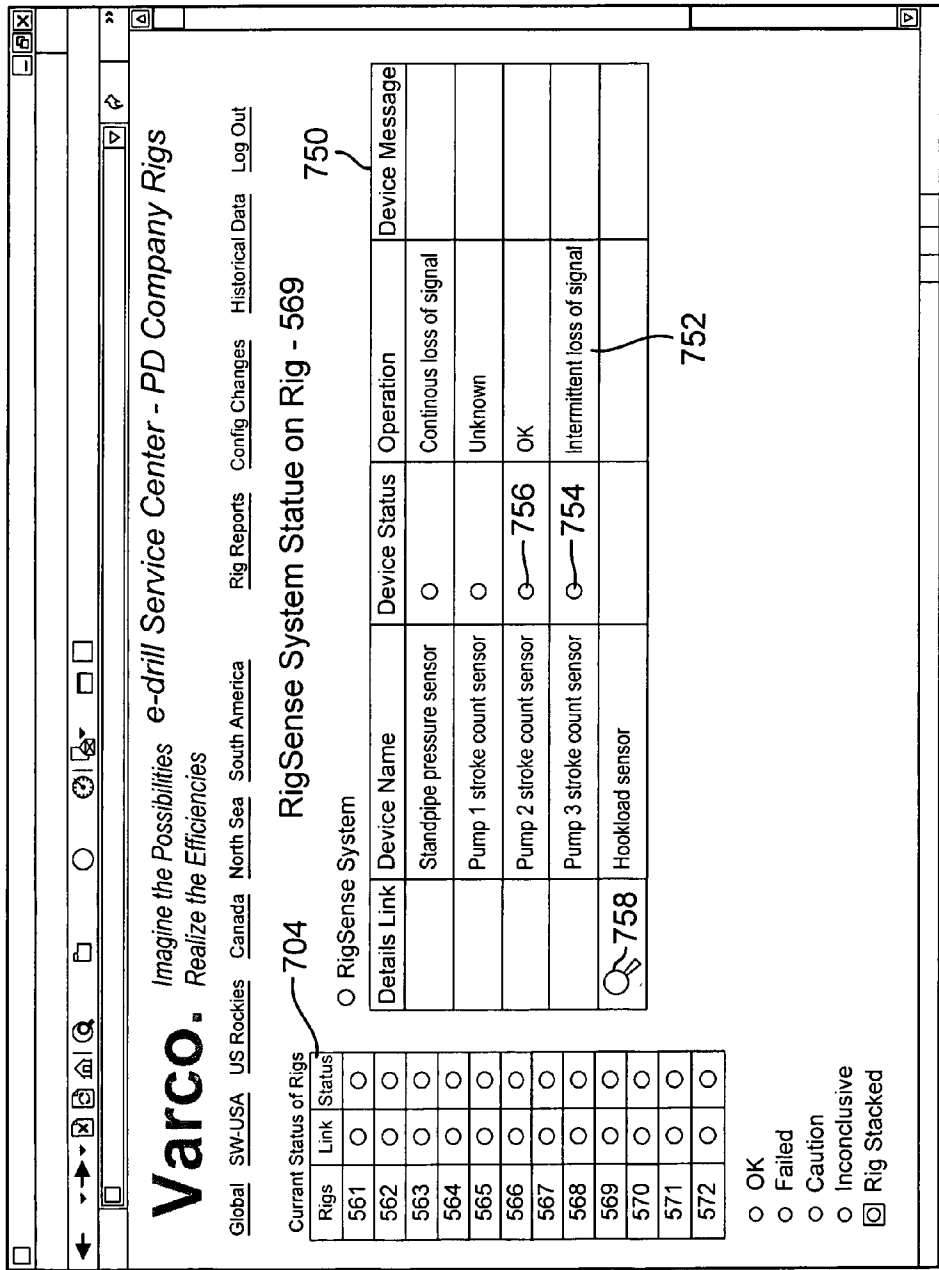 Varco.
Imagine the Possibilities
Realize the Efficiencies
e-drill Service Center - PD Company Rigs
Global SW-USA US Rockies Canada North Sea South America Rig Reports Config Changes Historical Data Log Out
RigSense System Statue on Rig - 569
Currant Status of Rigs
704
Rigs Link Status
561
562
563
564
565
566
567
568
569
570
571
572
OK
Failed
Caution
Inconclusive
Rig Stacked
RigSense System
750
Details Link Device Name Device Status Operation Device Message
Standpipe pressure sensor Continous loss of signal
Pump 1 stroke count sensor Unknown
Pump 2 stroke count sensor 756 OK
Pump 3 stroke count sensor 754 Intermittent loss of signal
758 Hookload sensor
752